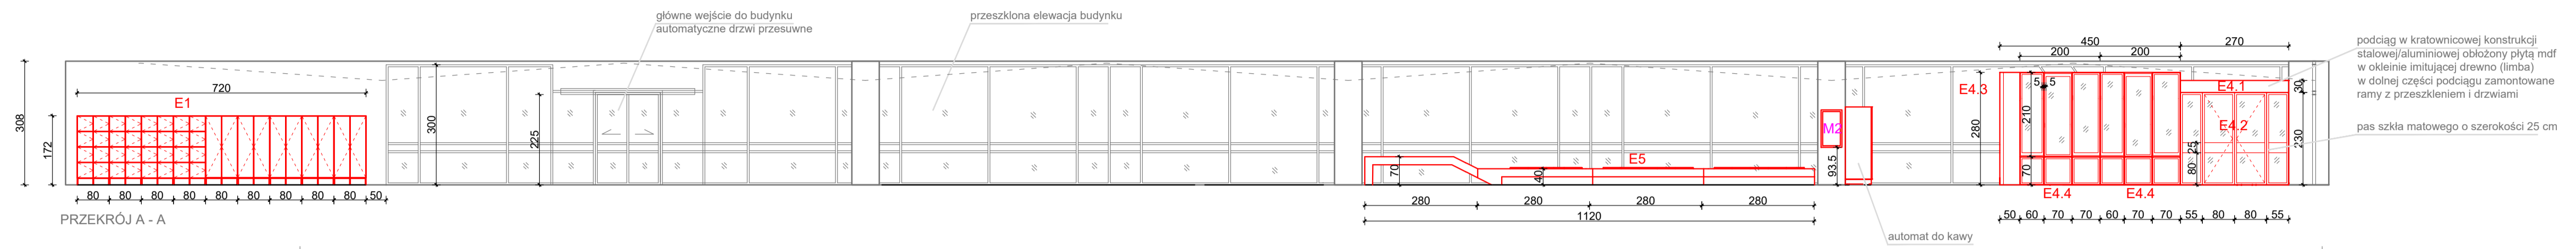 główne wejście do budynku
automatyczne drzwi przesuwne
przeszklona elewacja budynku
podciąg w kratownicowej konstrukcji
stalowej/aluminiowej obłożony płytą mdf
w okleinie imitującej drewno (limba)
w dolnej części podciągu zamontowane
ramy z przeszkleniem i drzwiami
pas szkła matowego o szerokości 25 cm
450 270
200 200
308
172
720
E1
300
225
E5
70
40
M2
93.5
E4.3
280
5 5
210
70
E4.1
30
E4.2
230
25
80
E4.4 E4.4
80 80 80 80 80 80 80 80 80 50
280 280 280 280
1120
50 60 70 70 60 70 70 55 80 80 55
PRZEKRÓJ A - A
automat do kawy